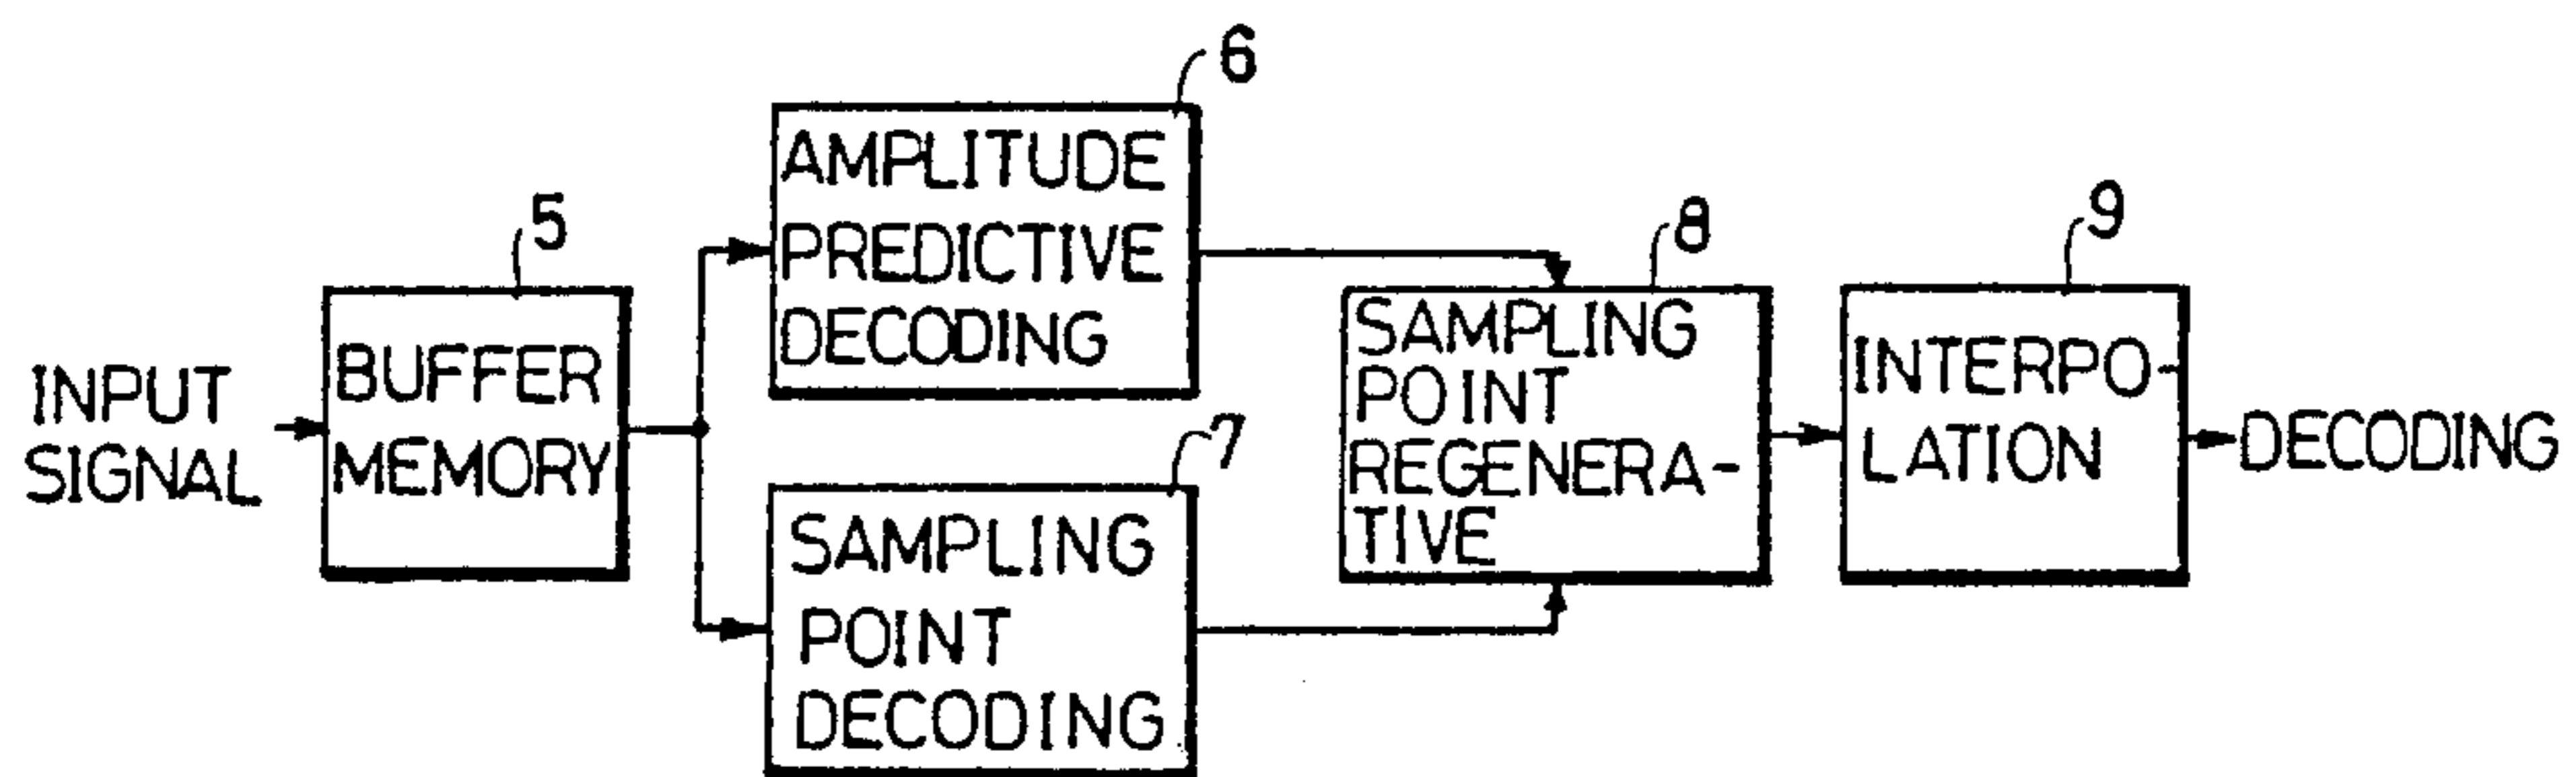 INPUT
SIGNAL
5
BUFFER
MEMORY
6
AMPLITUDE
PREDICTIVE
DECODING
7
SAMPLING
POINT
DECODING
8
SAMPLING
POINT
REGENERA-
TIVE
9
INTERPO-
LATION
DECODING